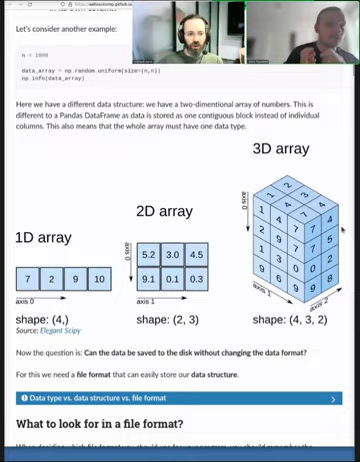 Let's consider another example:
n = 1000
data_array = np.random.uniform(size=(n,n))
np.info(data_array)
Here we have a different data structure: we have a two-dimentional array of numbers. This is
different to a Pandas DataFrame as data is stored as one contiguous block instead of individual
columns. This also means that the whole array must have one data type.
3D array
2D array
1D array
7 2 9 10
axis 0
shape: (4,)
5.2 3.0 4.5
9.1 0.1 0.3
axis 0
axis 1
shape: (2, 3)
axis 0
axis 1
axis 2
shape: (4, 3, 2)
Source: Elegant Scipy
Now the question is: Can the data be saved to the disk without changing the data format?
For this we need a file format that can easily store our data structure.
Data type vs. data structure vs. file format
What to look for in a file format?